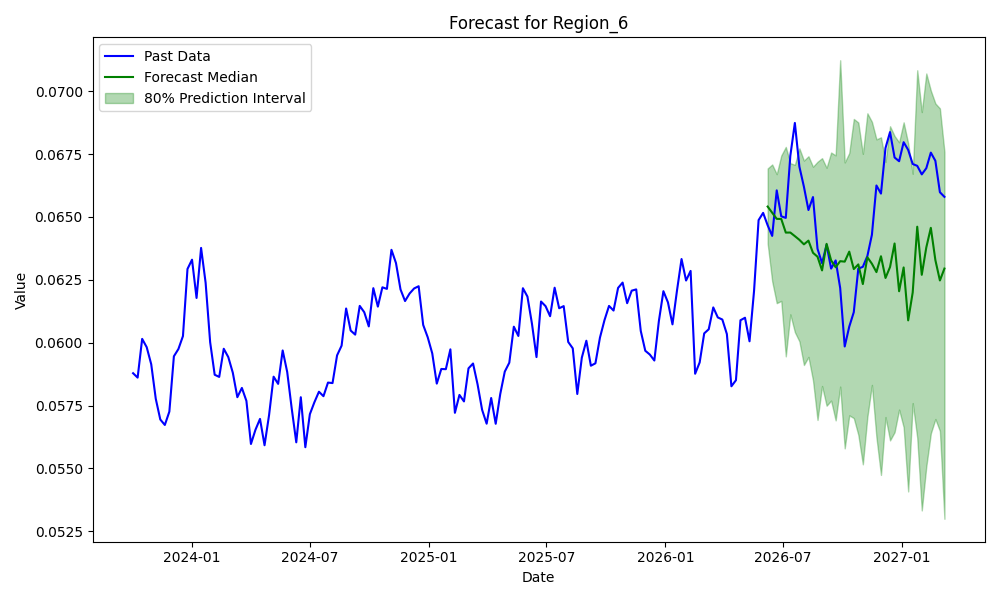 Forecast for Region_6
Past Data
Forecast Median
80% Prediction Interval
0.0700
0.0675
0.0650
0.0625
0.0600
0.0575
0.0550
0.0525
Value
2024-01 2024-07 2025-01 2025-07 2026-01 2026-07 2027-01
Date